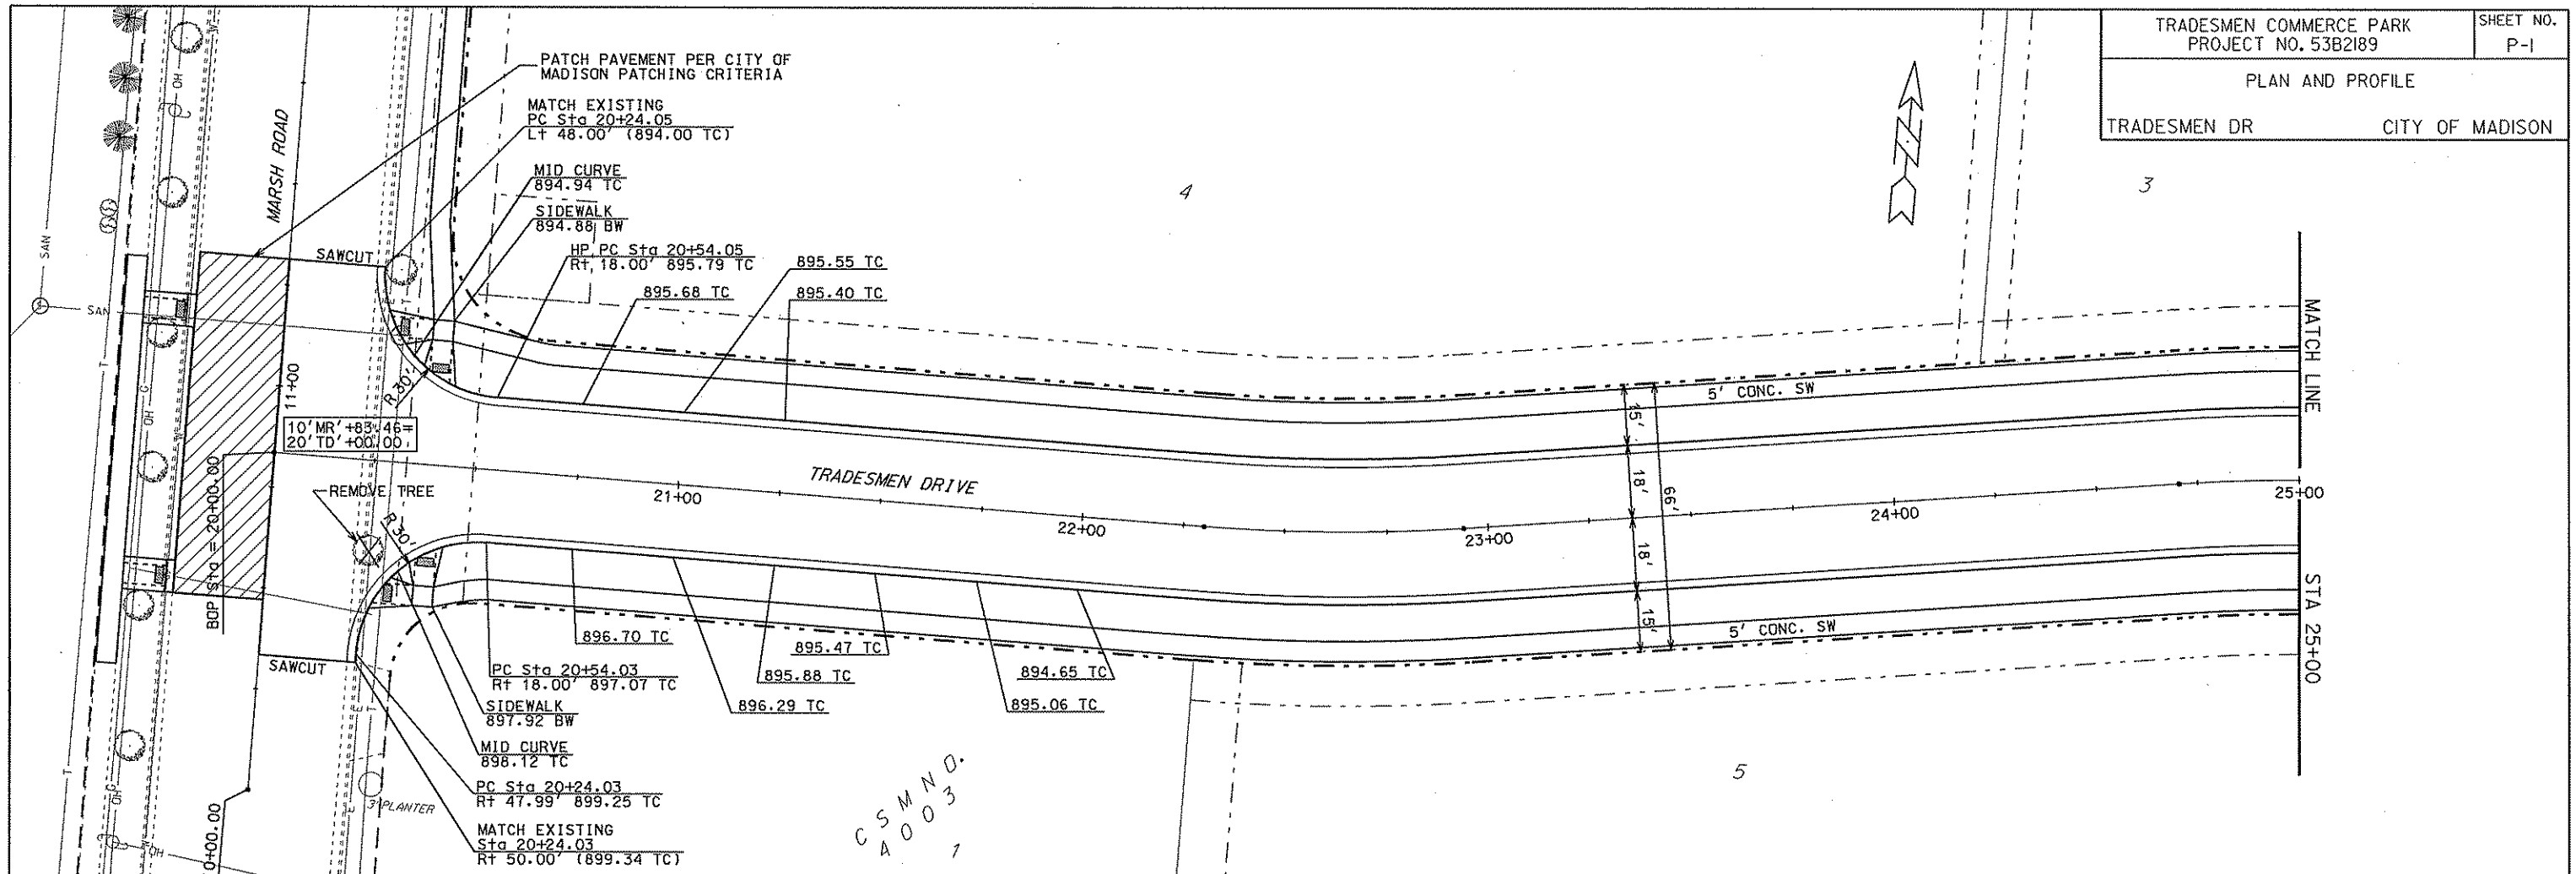 TRADESMEN COMMERCE PARK
PROJECT NO. 53B2189
SHEET NO.
P-1
PLAN AND PROFILE
TRADESMEN DR
CITY OF MADISON
PATCH PAVEMENT PER CITY OF
MADISON PATCHING CRITERIA
MATCH EXISTING
PC Sta 20+24.05
Lt 48.00' (894.00 TC)
MID CURVE
894.94 TC
SIDEWALK
894.88 BW
HP, PC Sta 20+54.05
Rt, 18.00' 895.79 TC
895.68 TC
895.55 TC
895.40 TC
MARSH ROAD
SAWCUT
SAN
SAN
OH
OH
OH
G
T
T
E
11+00
R 30'
10'MR'+83.46=
20'TD'+00.00
BOP Sta = 20+00.00
REMOVE TREE
R 30'
21+00
TRADESMEN DRIVE
22+00
23+00
24+00
25+00
4
3
N
5' CONC. SW
15'
18'
66'
18'
15'
5' CONC. SW
MATCH LINE
STA 25+00
SAWCUT
896.70 TC
895.47 TC
895.88 TC
894.65 TC
896.29 TC
895.06 TC
PC Sta 20+54.03
Rt 18.00' 897.07 TC
SIDEWALK
897.92 BW
MID CURVE
898.12 TC
PC Sta 20+24.03
Rt 47.99' 899.25 TC
MATCH EXISTING
Sta 20+24.03
Rt 50.00' (899.34 TC)
3' PLANTER
0+00.00
T
G
OH
OH
E
T
E
T
C S M N O.
4 0 0 3
1
5